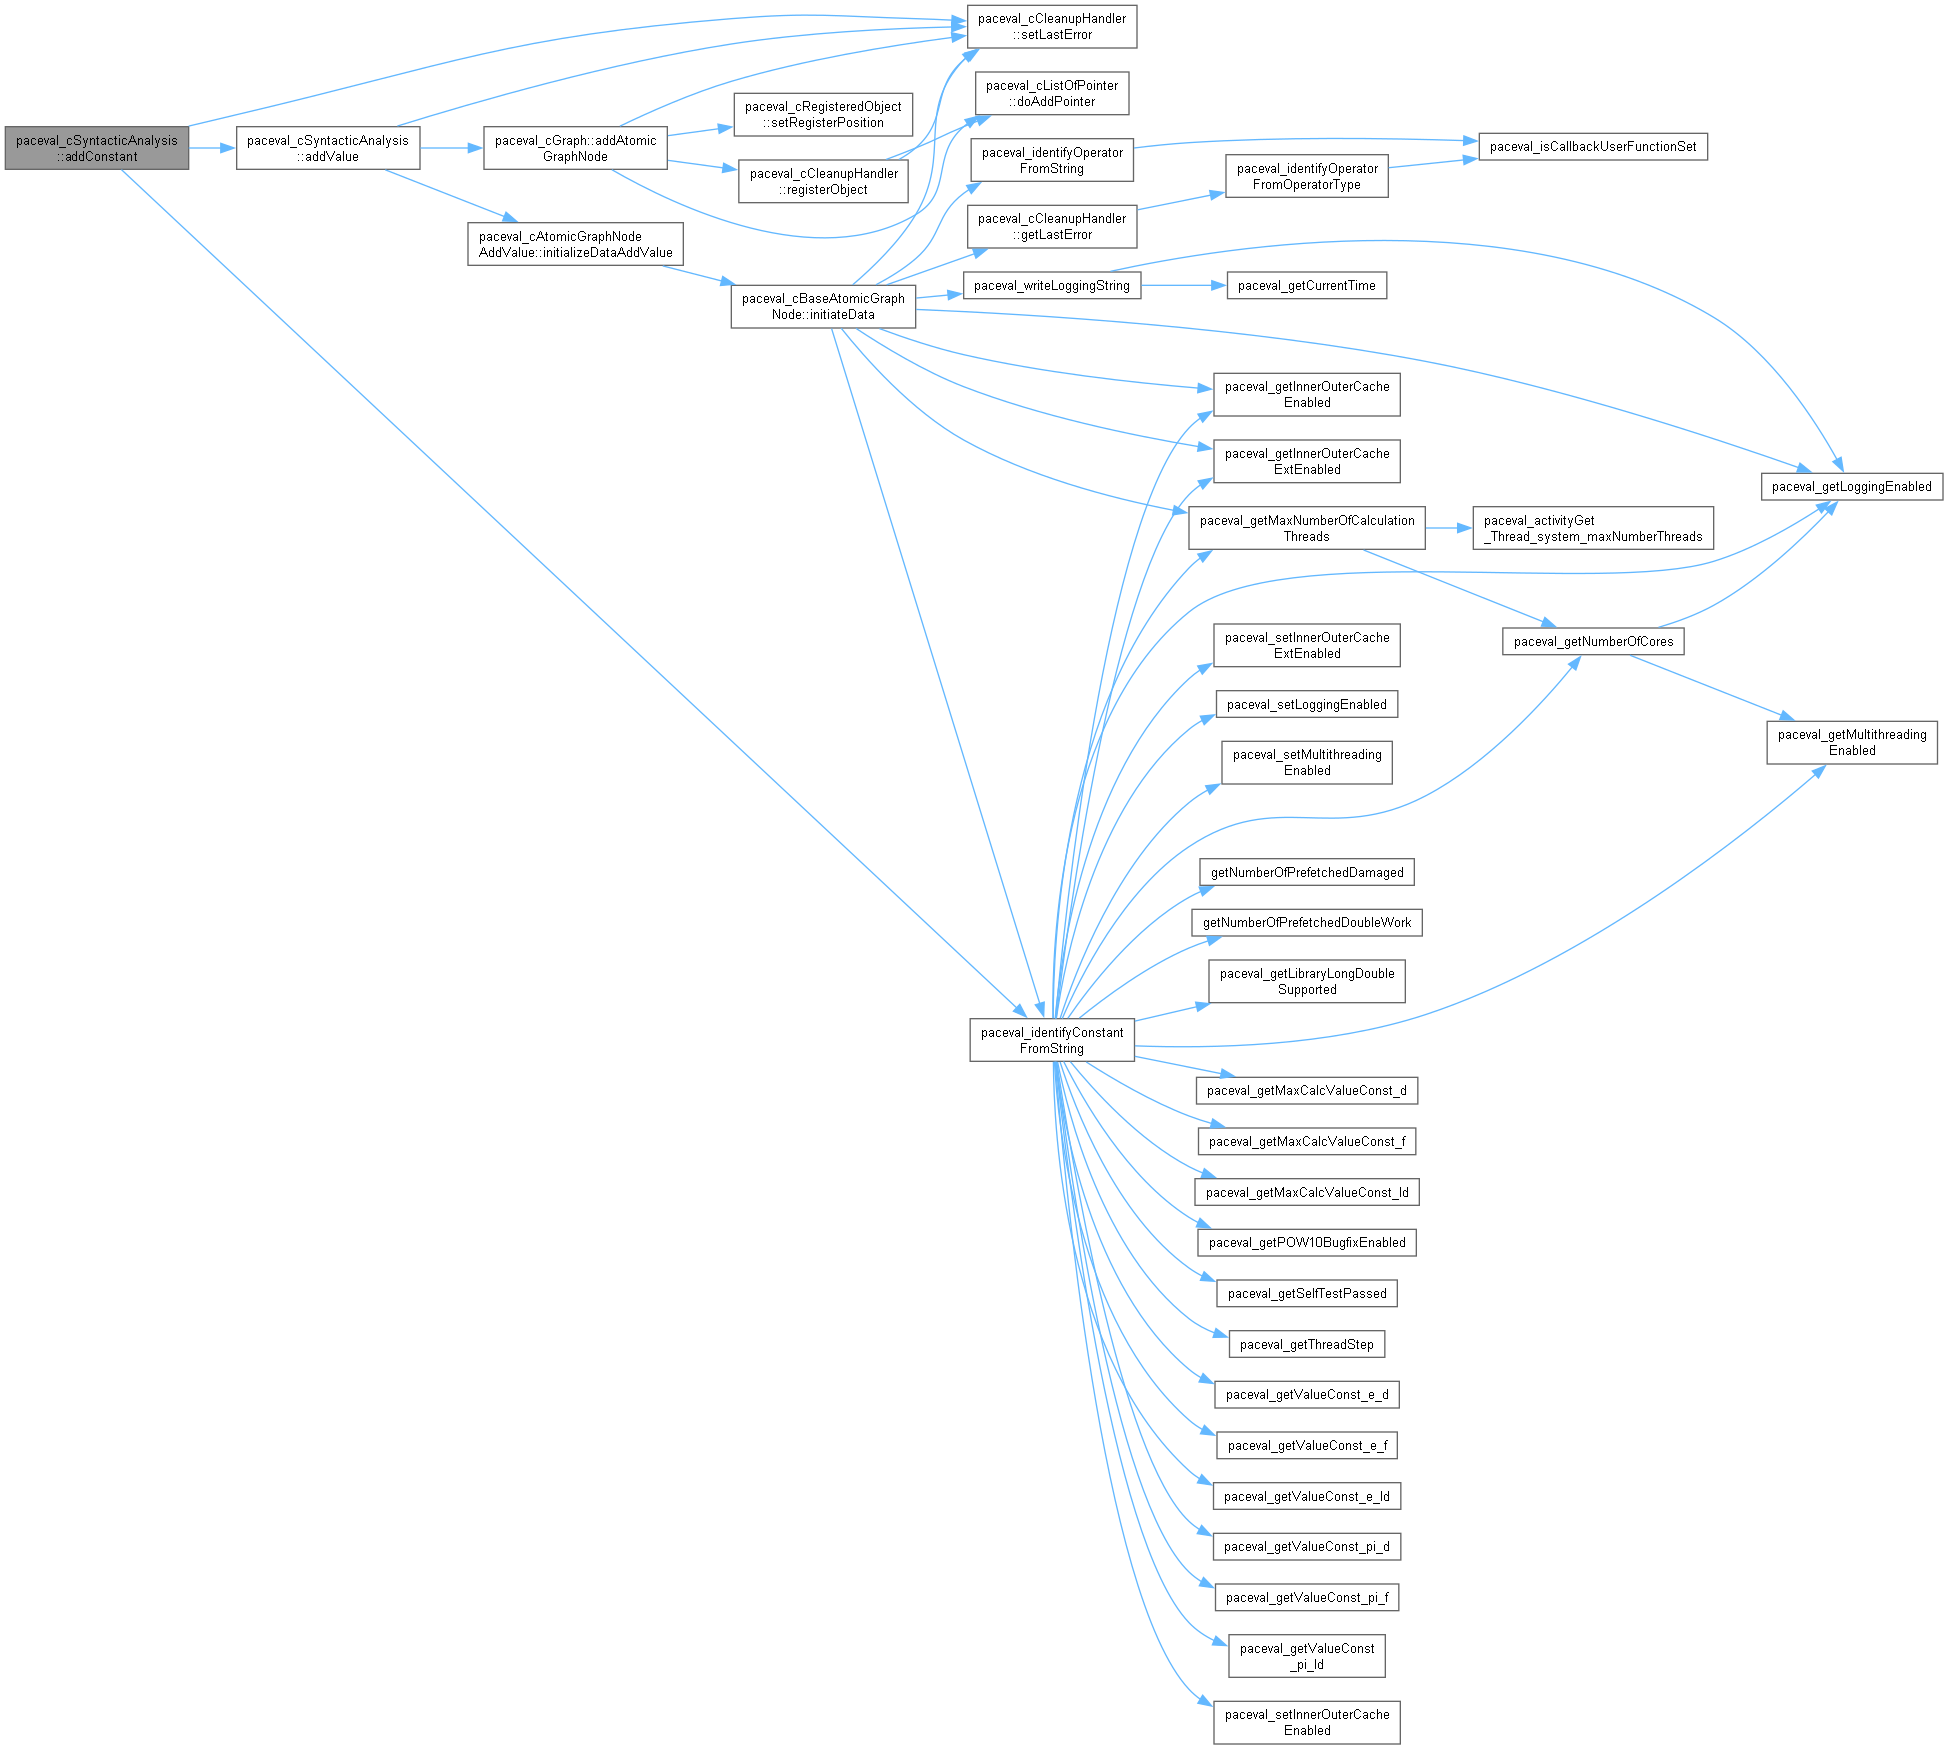 paceval_cSyntacticAnalysis
::addConstant
paceval_cSyntacticAnalysis
::addValue
paceval_cGraph::addAtomic
GraphNode
paceval_cAtomicGraphNode
AddValue::initializeDataAddValue
paceval_cRegisteredObject
::setRegisterPosition
paceval_cCleanupHandler
::registerObject
paceval_cBaseAtomicGraph
Node::initiateData
paceval_cCleanupHandler
::setLastError
paceval_cListOfPointer
::doAddPointer
paceval_identifyOperator
FromString
paceval_cCleanupHandler
::getLastError
paceval_writeLoggingString
paceval_identifyConstant
FromString
paceval_identifyOperator
FromOperatorType
paceval_getCurrentTime
paceval_getInnerOuterCache
Enabled
paceval_getInnerOuterCache
ExtEnabled
paceval_getMaxNumberOfCalculation
Threads
paceval_setInnerOuterCache
ExtEnabled
paceval_setLoggingEnabled
paceval_setMultithreading
Enabled
getNumberOfPrefetchedDamaged
getNumberOfPrefetchedDoubleWork
paceval_getLibraryLongDouble
Supported
paceval_getMaxCalcValueConst_d
paceval_getMaxCalcValueConst_f
paceval_getMaxCalcValueConst_ld
paceval_getPOW10BugfixEnabled
paceval_getSelfTestPassed
paceval_getThreadStep
paceval_getValueConst_e_d
paceval_getValueConst_e_f
paceval_getValueConst_e_ld
paceval_getValueConst_pi_d
paceval_getValueConst_pi_f
paceval_getValueConst
_pi_ld
paceval_setInnerOuterCache
Enabled
paceval_isCallbackUserFunctionSet
paceval_activityGet
_Thread_system_maxNumberThreads
paceval_getNumberOfCores
paceval_getLoggingEnabled
paceval_getMultithreading
Enabled